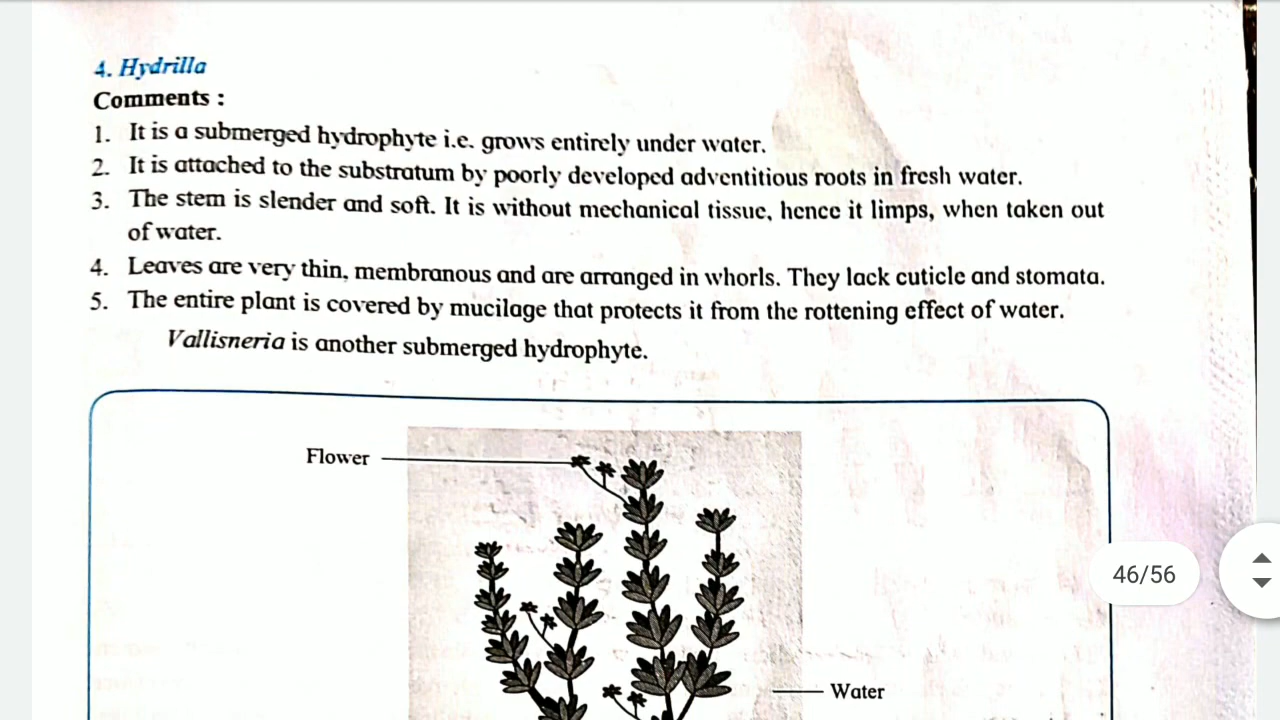 4. Hydrilla
Comments :
1. It is a submerged hydrophyte i.e. grows entirely under water.
2. It is attached to the substratum by poorly developed adventitious roots in fresh water.
3. The stem is slender and soft. It is without mechanical tissue, hence it limps, when taken out
of water.
4. Leaves are very thin, membranous and are arranged in whorls. They lack cuticle and stomata.
5. The entire plant is covered by mucilage that protects it from the rottening effect of water.
Vallisneria is another submerged hydrophyte.
Flower
46/56
Water